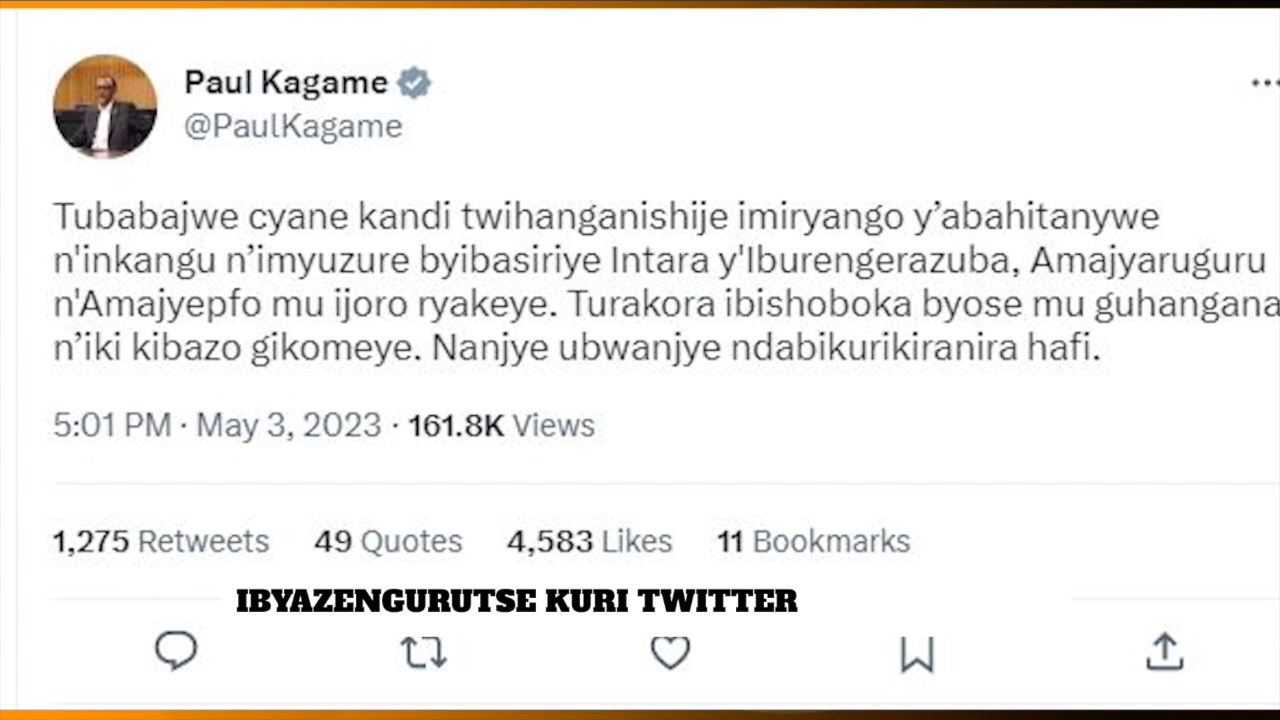 Paul Kagame
@PaulKagame
Tubabajwe cyane kandi twihanganishije imiryango y’abahitanywe
n'inkangu n’imyuzure byibasiriye Intara y'Iburengerazuba, Amajyaruguru
n'Amajyepfo mu ijoro ryakeye. Turakora ibishoboka byose mu guhangana
n’iki kibazo gikomeye. Nanjye ubwanjye ndabikurikiranira hafi.
5:01 PM · May 3, 2023 · 161.8K Views
1,275 Retweets 49 Quotes 4,583 Likes 11 Bookmarks
IBYAZENGURUTSE KURI TWITTER